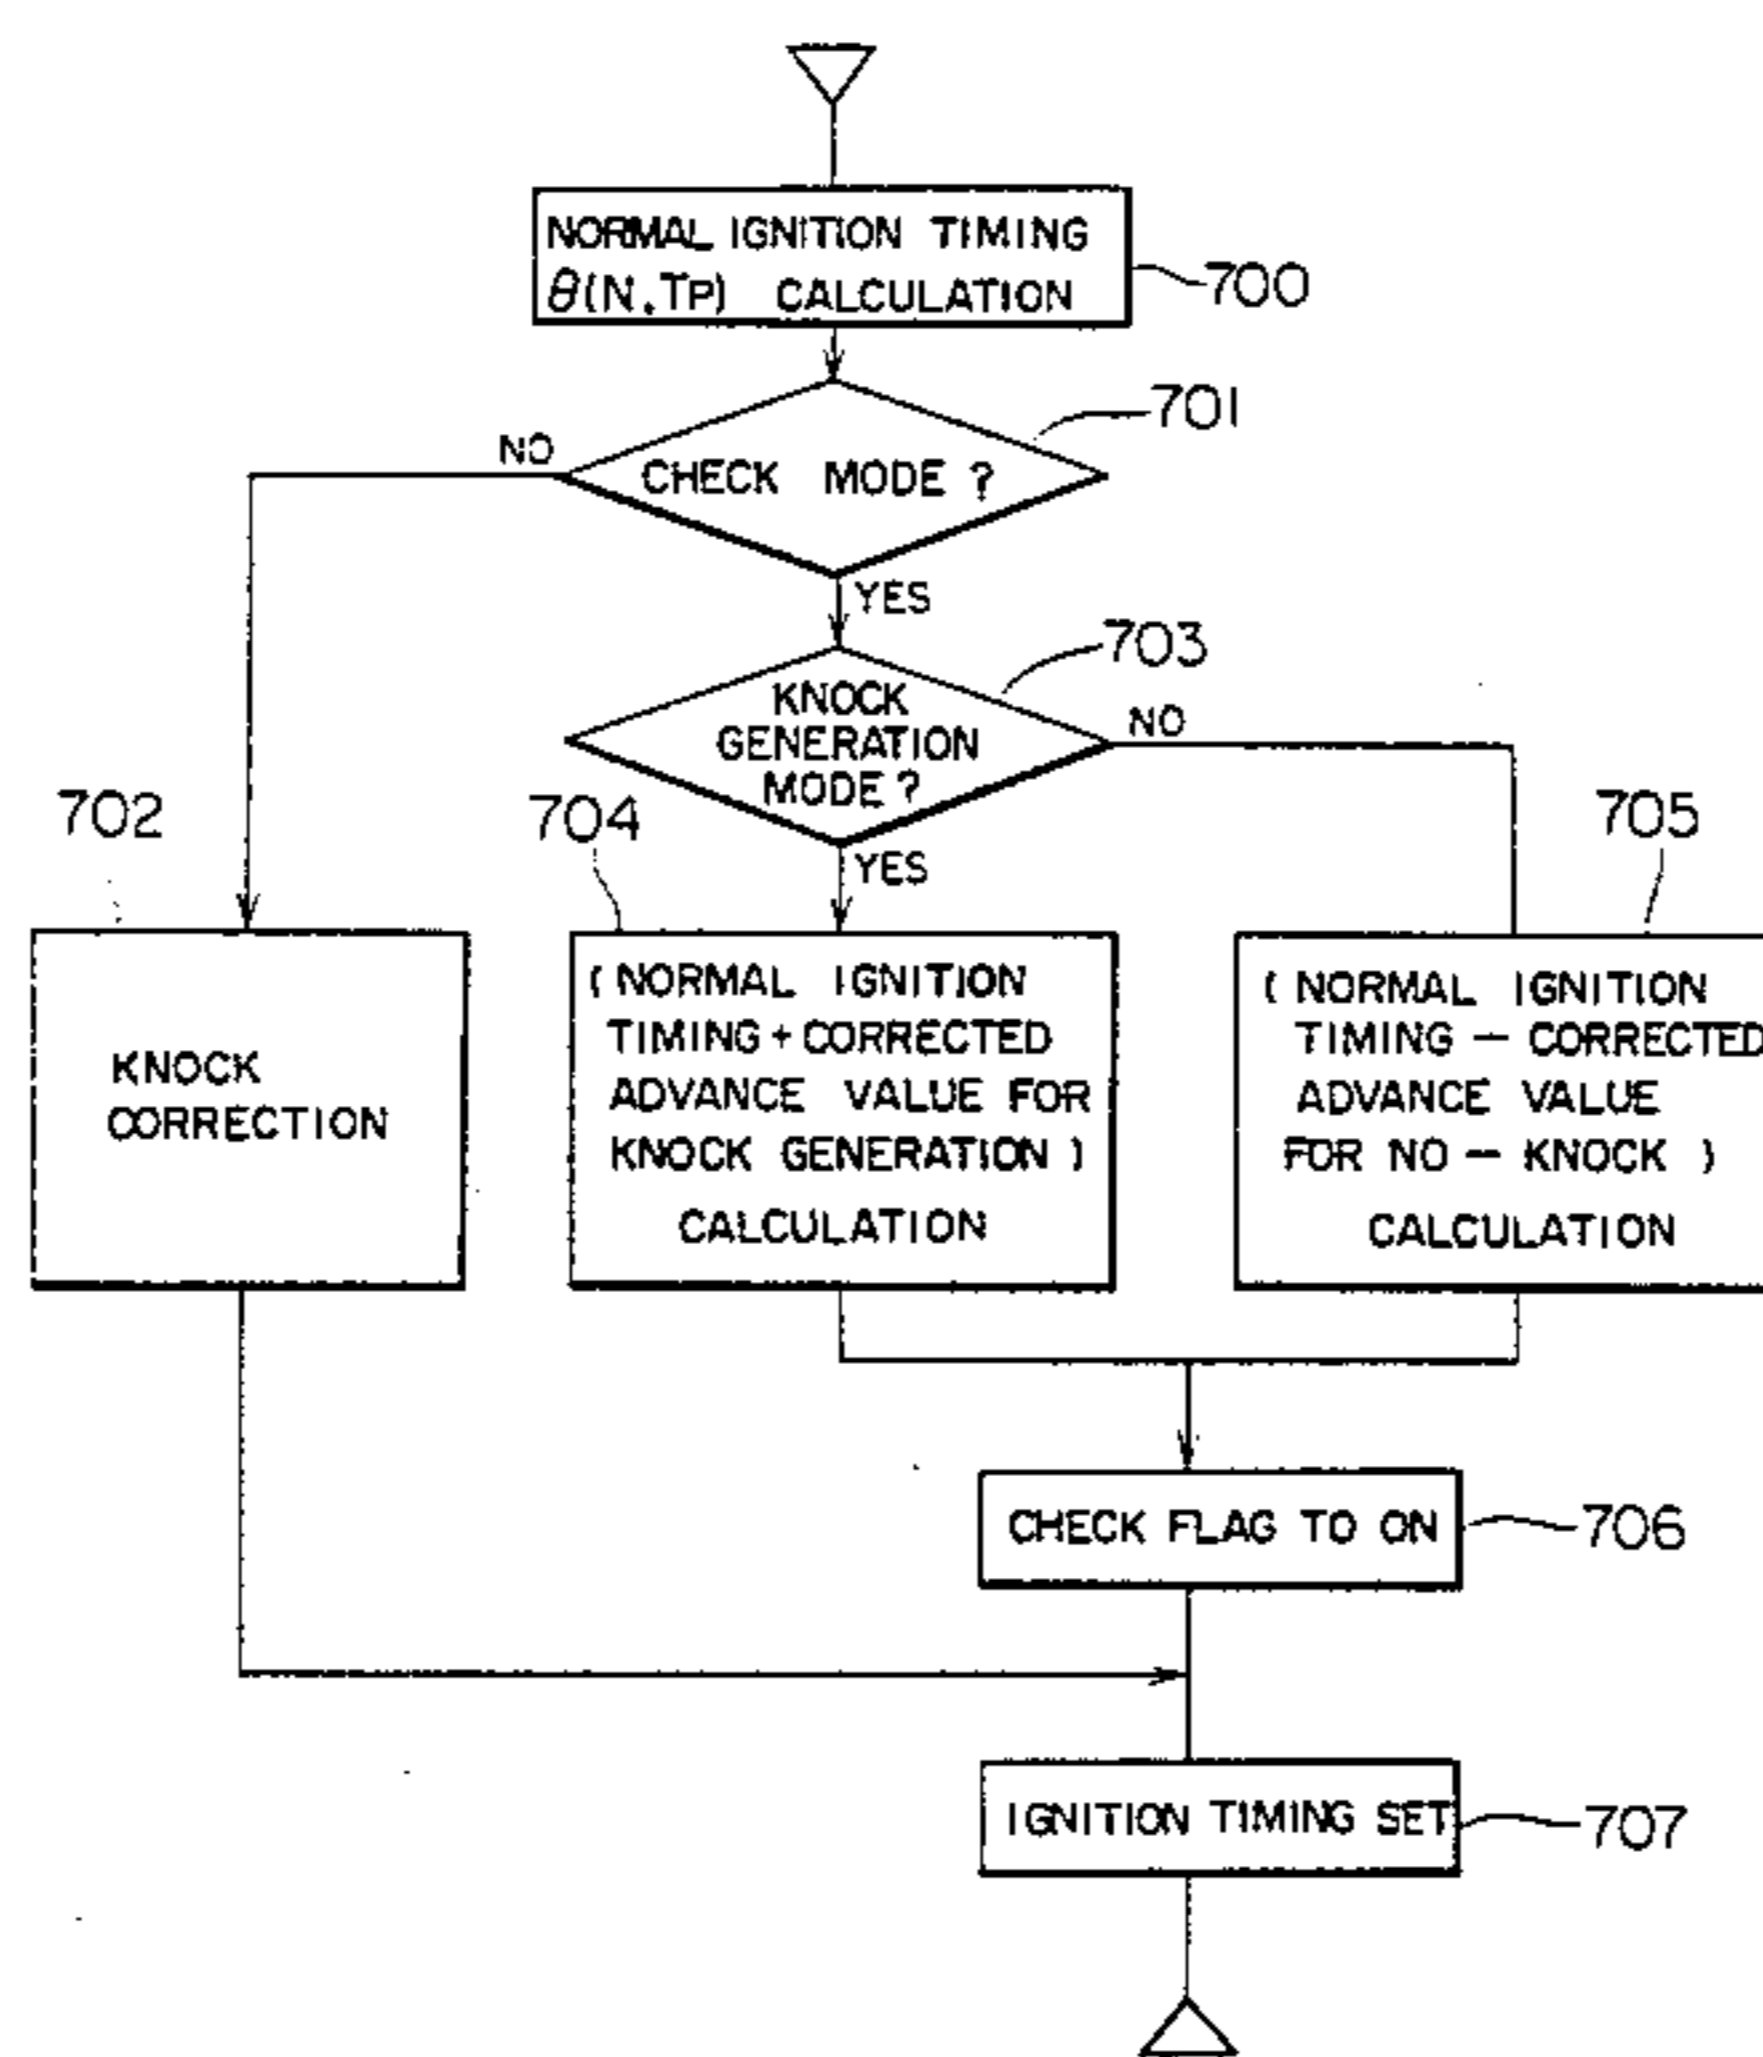 NORMAL IGNITION TIMING
θ(N.TP) CALCULATION
700
701
NO
CHECK MODE ?
YES
703
KNOCK
GENERATION
MODE ?
NO
702
704
YES
705
KNOCK
CORRECTION
( NORMAL IGNITION
TIMING + CORRECTED
ADVANCE VALUE FOR
KNOCK GENERATION )
CALCULATION
( NORMAL IGNITION
TIMING - CORRECTED
ADVANCE VALUE
FOR NO - KNOCK )
CALCULATION
CHECK FLAG TO ON
706
IGNITION TIMING SET
707